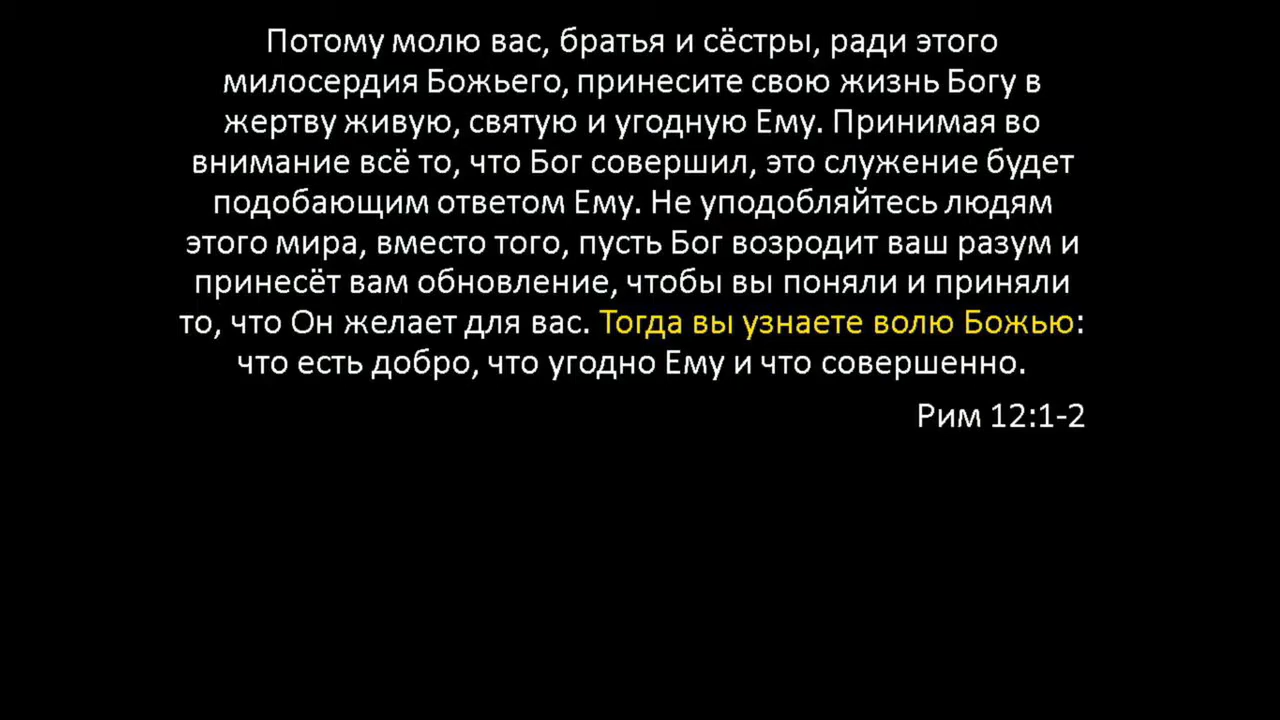 Потому молю вас, братья и сёстры, ради этого
милосердия Божьего, принесите свою жизнь Богу в
жертву живую, святую и угодную Ему. Принимая во
внимание всё то, что Бог совершил, это служение будет
подобающим ответом Ему. Не уподобляйтесь людям
этого мира, вместо того, пусть Бог возродит ваш разум и
принесёт вам обновление, чтобы вы поняли и приняли
то, что Он желает для вас. Тогда вы узнаете волю Божью:
что есть добро, что угодно Ему и что совершенно.
Рим 12:1-2